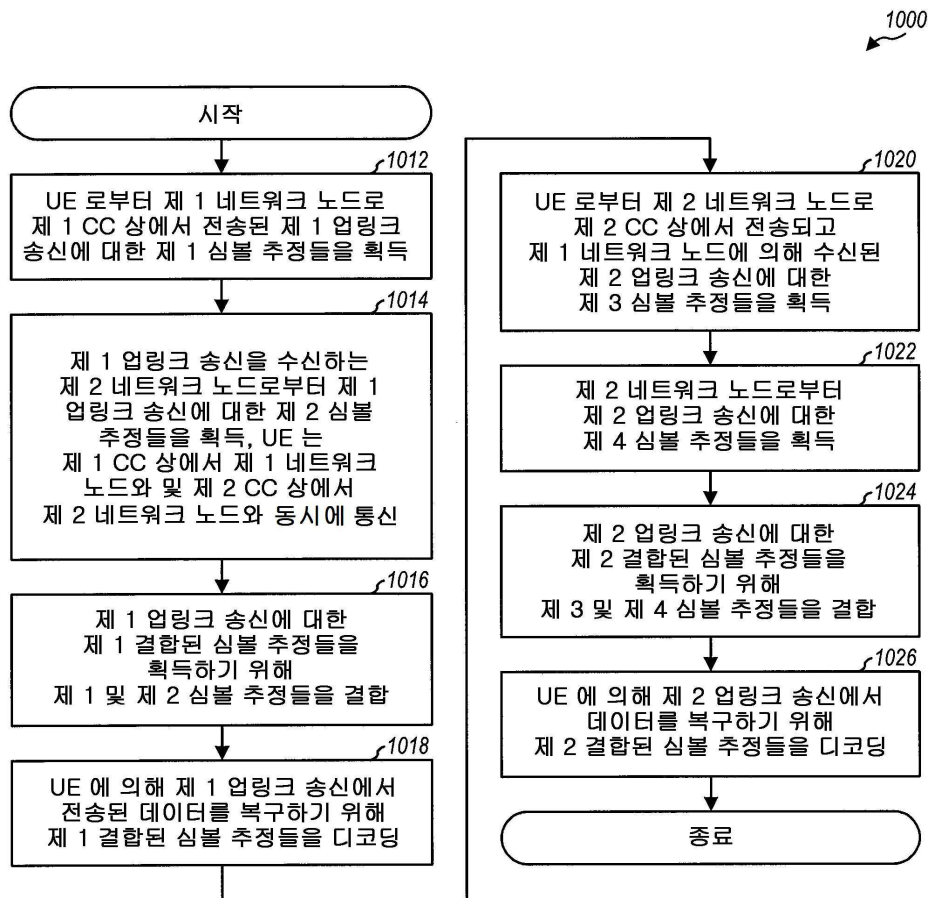 1000
시작
1012
UE 로부터 제 1 네트워크 노드로
제 1 CC 상에서 전송된 제 1 업링크
송신에 대한 제 1 심볼 추정들을 획득
1014
제 1 업링크 송신을 수신하는
제 2 네트워크 노드로부터 제 1
업링크 송신에 대한 제 2 심볼
추정들을 획득, UE 는
제 1 CC 상에서 제 1 네트워크
노드와 및 제 2 CC 상에서
제 2 네트워크 노드와 동시에 통신
1016
제 1 업링크 송신에 대한
제 1 결합된 심볼 추정들을
획득하기 위해
제 1 및 제 2 심볼 추정들을 결합
1018
UE 에 의해 제 1 업링크 송신에서
전송된 데이터를 복구하기 위해
제 1 결합된 심볼 추정들을 디코딩
1020
UE 로부터 제 2 네트워크 노드로
제 2 CC 상에서 전송되고
제 1 네트워크 노드에 의해 수신된
제 2 업링크 송신에 대한
제 3 심볼 추정들을 획득
1022
제 2 네트워크 노드로부터
제 2 업링크 송신에 대한
제 4 심볼 추정들을 획득
1024
제 2 업링크 송신에 대한
제 2 결합된 심볼 추정들을
획득하기 위해
제 3 및 제 4 심볼 추정들을 결합
1026
UE 에 의해 제 2 업링크 송신에서
데이터를 복구하기 위해
제 2 결합된 심볼 추정들을 디코딩
종료